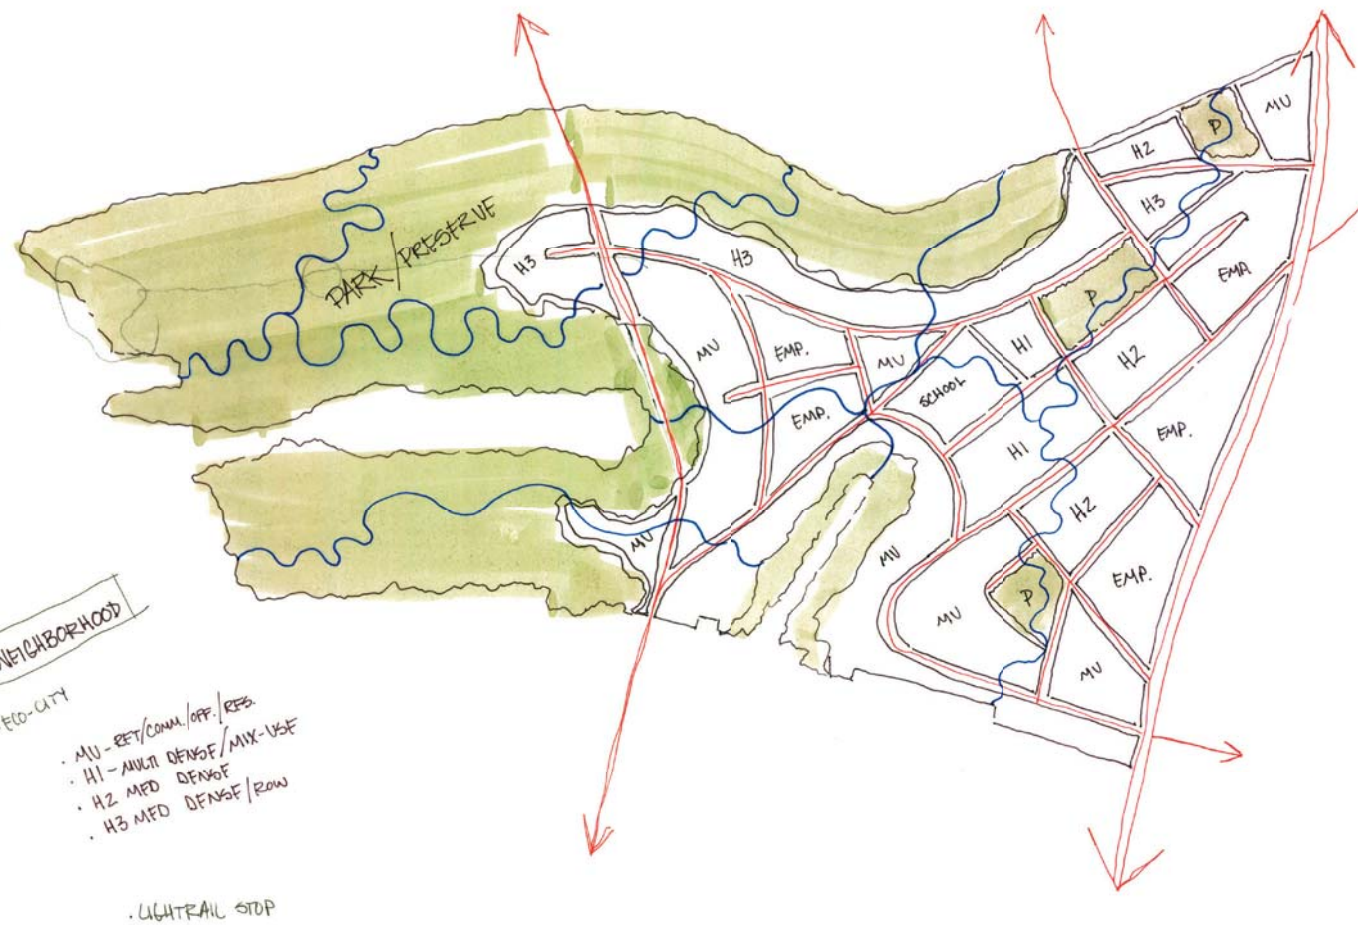 MU
P
H2
H3
PARK/PRESERVE
H3
H3
EMP.
P
MU
EMP.
MU
H1
H2
SCHOOL
EMP.
H1
EMP.
H2
MU
MU
EMP.
P
MU
MU
NEIGHBORHOOD
ECO-CITY
. MU - RET/COMM./OFF./RES.
. H1 - MULTI DENSE/MIX-USE
. H2 MED DENSE
. H3 MED DENSE/ROW
. LIGHTRAIL STOP